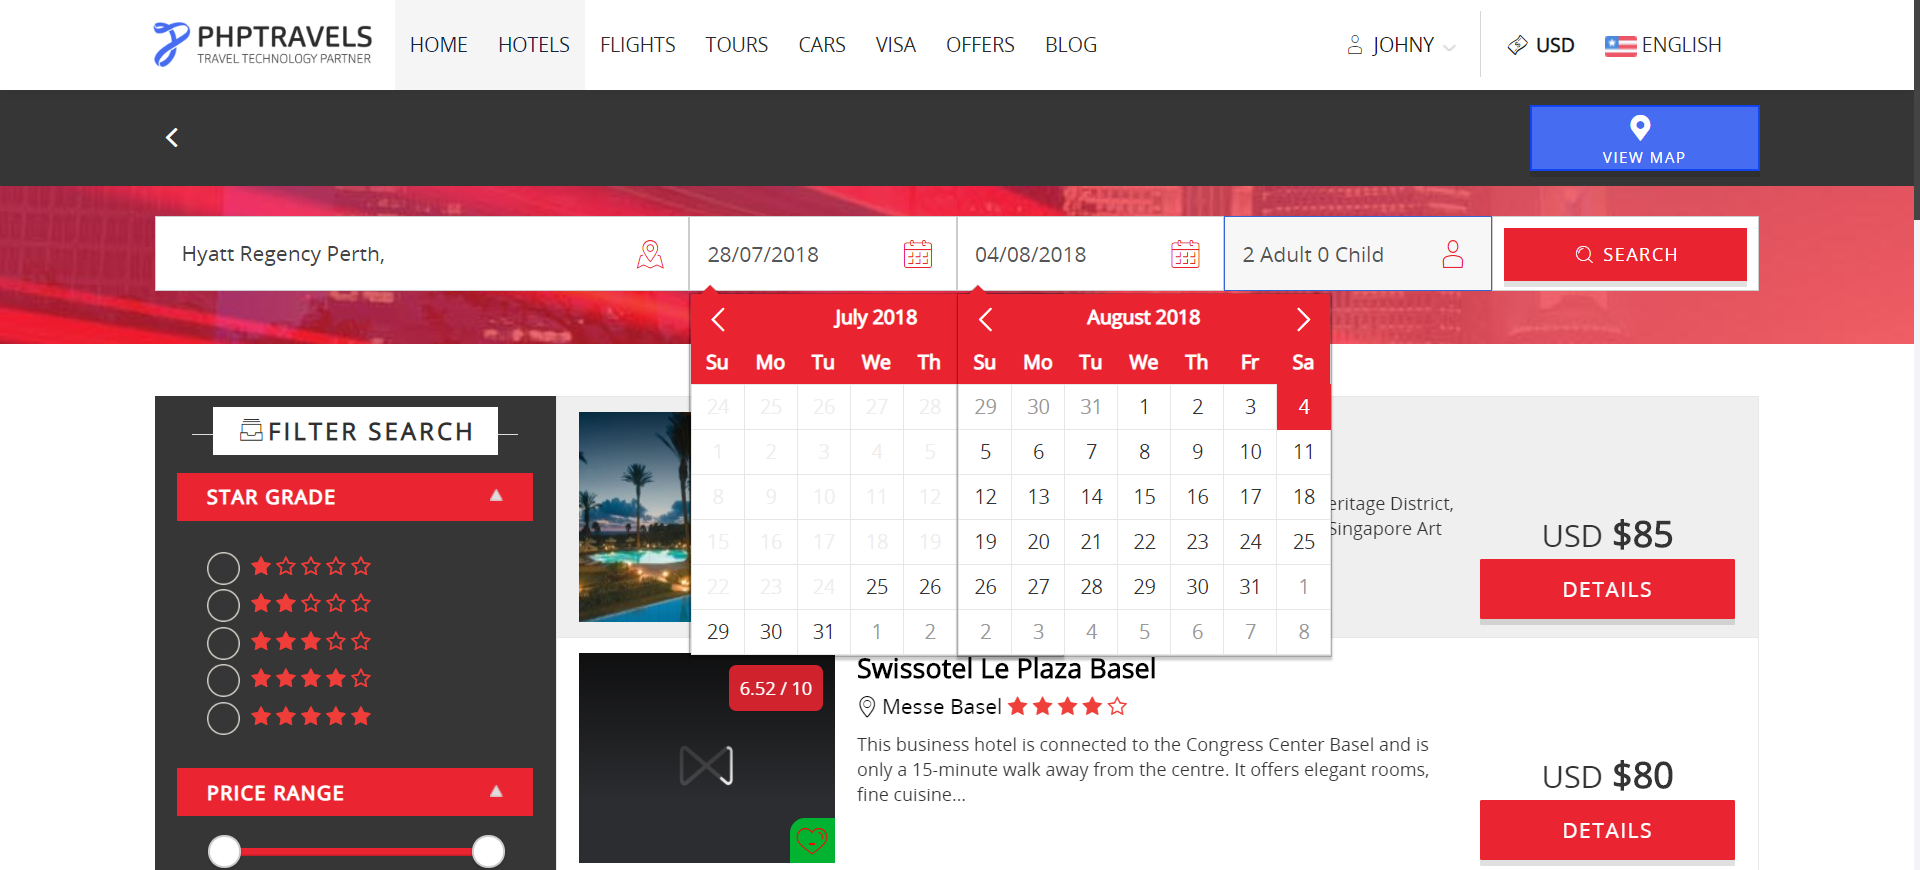 PHPTRAVELS
TRAVEL TECHNOLOGY PARTNER
HOME HOTELS FLIGHTS TOURS CARS VISA OFFERS BLOG
JOHNY USD ENGLISH
VIEW MAP
Hyatt Regency Perth, 28/07/2018 04/08/2018 2 Adult 0 Child SEARCH
July 2018
Su Mo Tu We Th
24 25 26 27 28
1 2 3 4 5
8 9 10 11 12
15 16 17 18 19
22 23 24 25 26
29 30 31 1 2
August 2018
Su Mo Tu We Th Fr Sa
29 30 31 1 2 3 4
5 6 7 8 9 10 11
12 13 14 15 16 17 18
19 20 21 22 23 24 25
26 27 28 29 30 31 1
2 3 4 5 6 7 8
FILTER SEARCH
STAR GRADE
PRICE RANGE
eritage District,
Singapore Art
USD $85
DETAILS
6.52 / 10
Swissotel Le Plaza Basel
Messe Basel
This business hotel is connected to the Congress Center Basel and is
only a 15-minute walk away from the centre. It offers elegant rooms,
fine cuisine...
USD $80
DETAILS